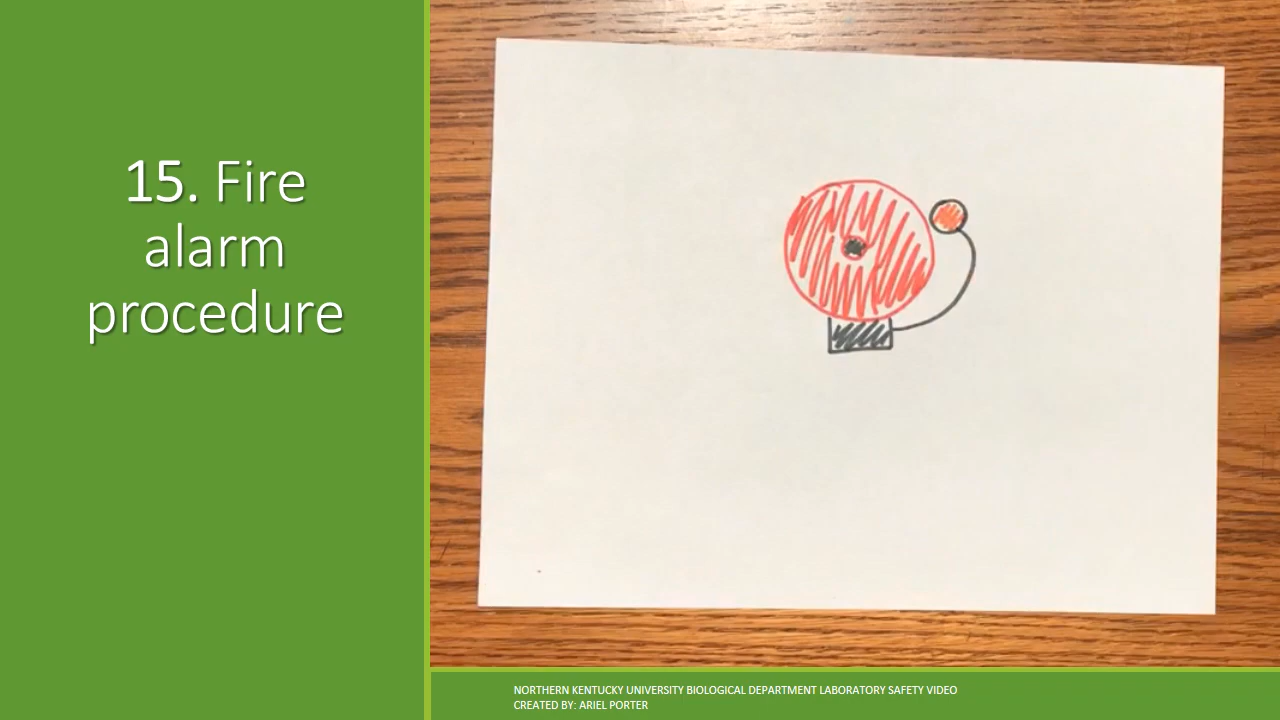 15. Fire
alarm
procedure
NORTHERN KENTUCKY UNIVERSITY BIOLOGICAL DEPARTMENT LABORATORY SAFETY VIDEO
CREATED BY: ARIEL PORTER